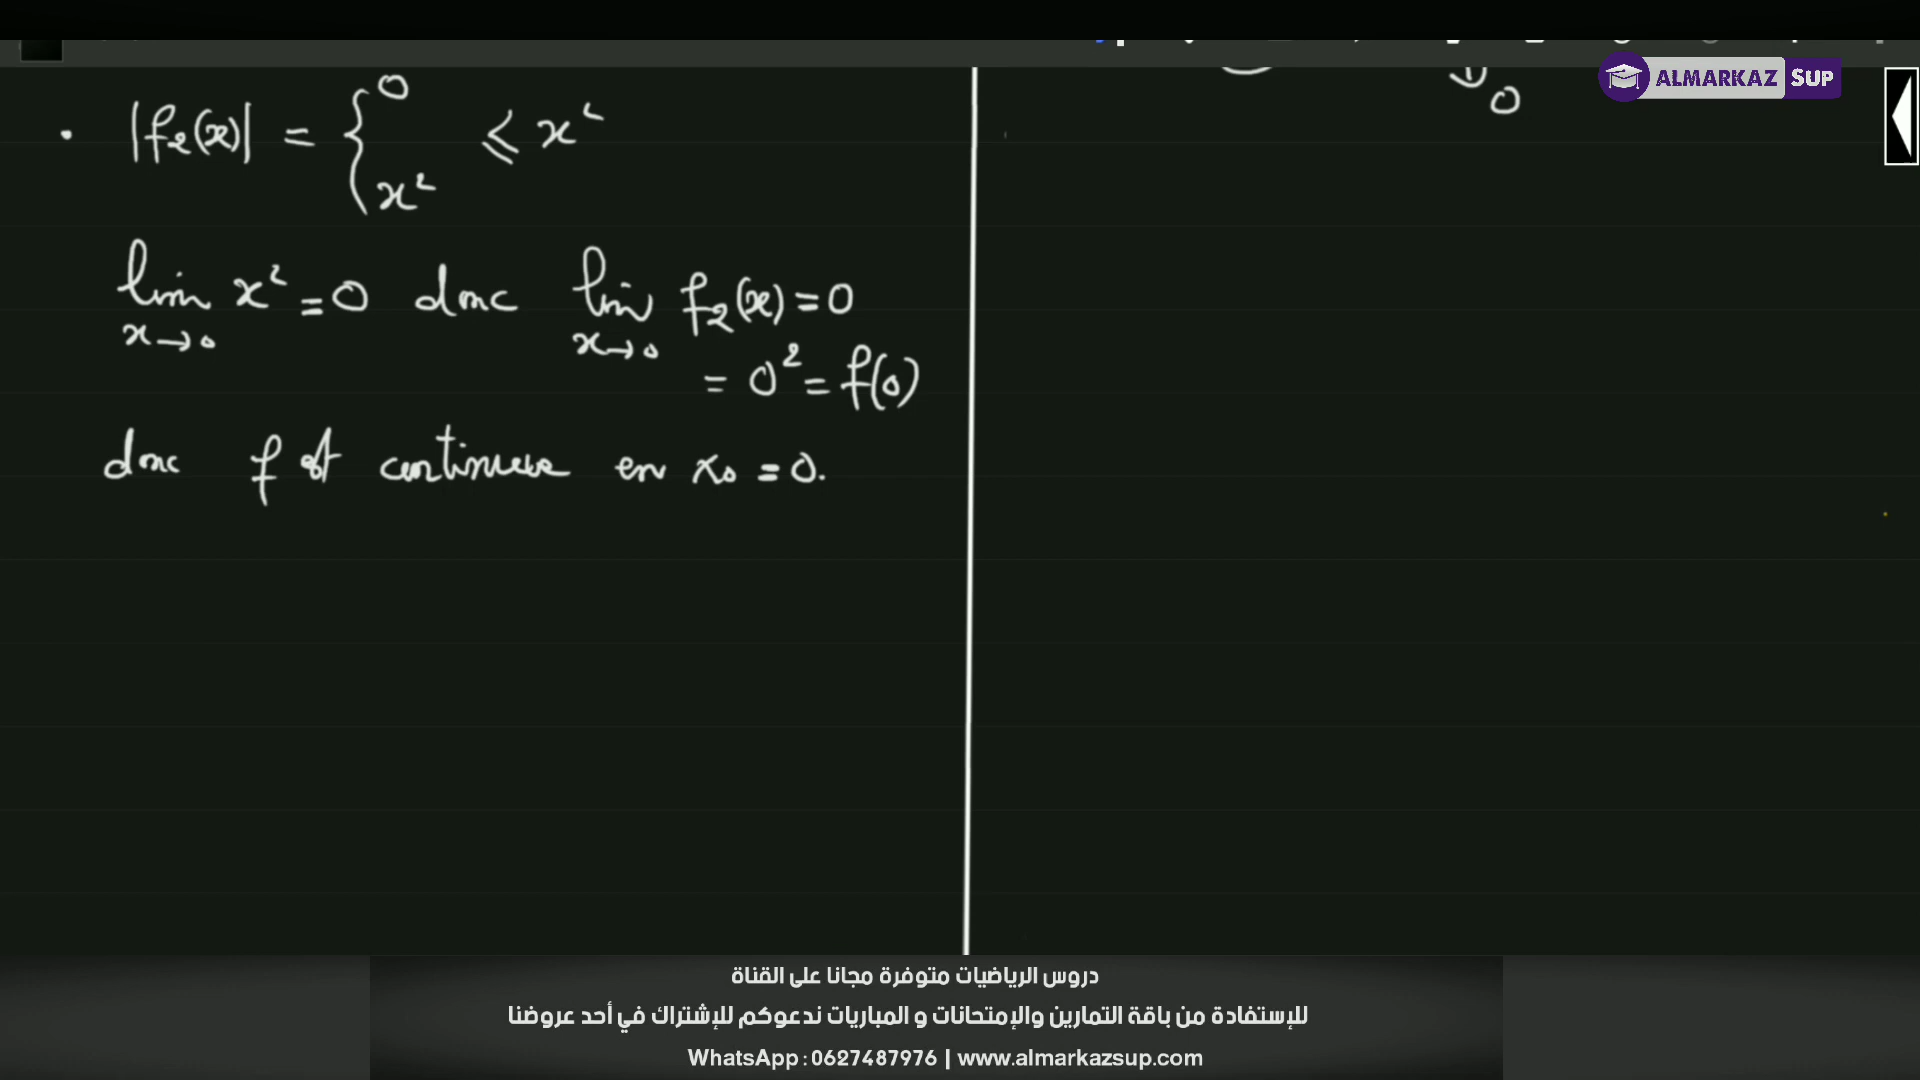 ALMARKAZ SUP
0
• |f₂(x)| = { 0 ; x² ⩽ x²
lim x→0 x² = 0 donc lim x→0 f₂(x) = 0
= 0² = f(0)
donc f est continue en x₀ = 0.
دروس الرياضيات متوفرة مجانا على القناة
للإستفادة من باقة التمارين والإمتحانات و المباريات ندعوكم للإشتراك في أحد عروضنا
WhatsApp : 0627487976 | www.almarkazsup.com